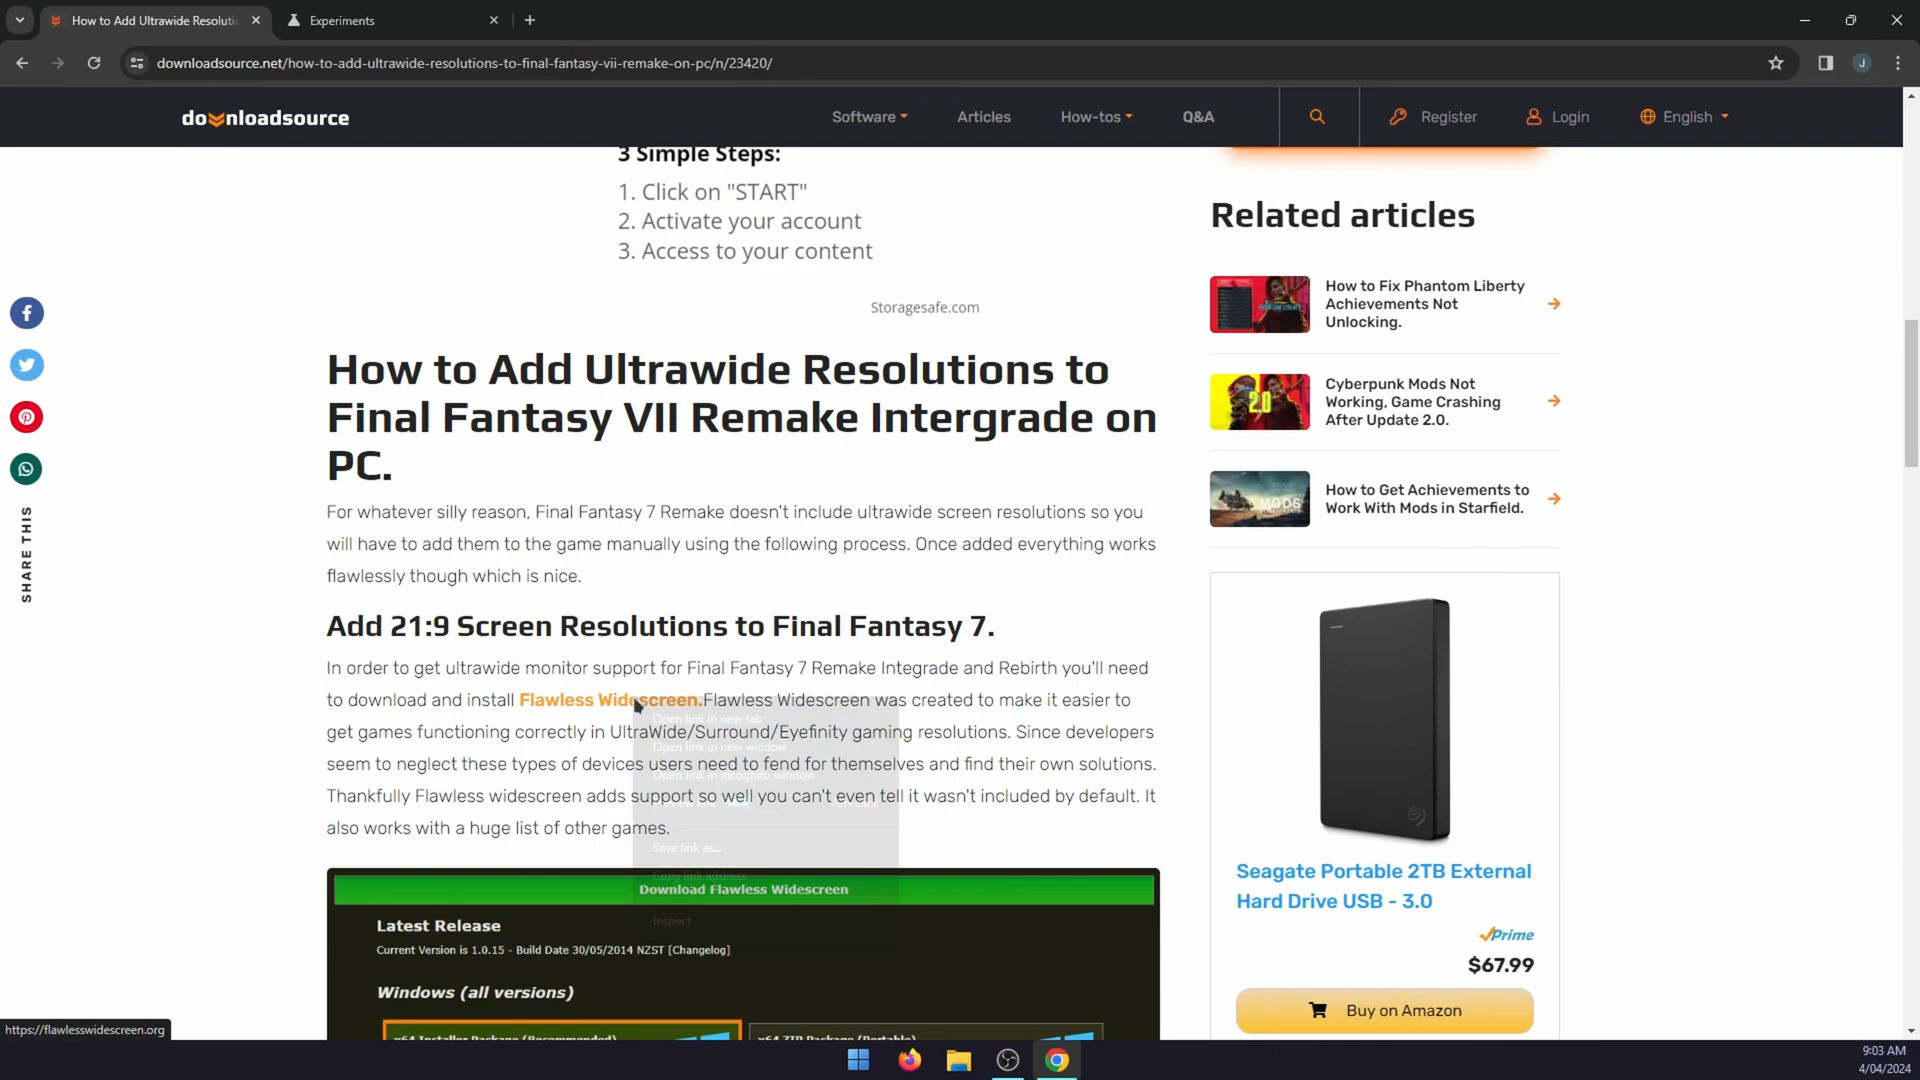 How to Add Ultrawide Resoluti
Experiments
downloadsource.net/how-to-add-ultrawide-resolutions-to-final-fantasy-vii-remake-on-pc/n/23420/
J
downloadsource
Software
Articles
How-tos
Q&A
Register
Login
English
3 Simple Steps:
1. Click on "START"
2. Activate your account
3. Access to your content
Storagesafe.com
How to Add Ultrawide Resolutions to
Final Fantasy VII Remake Intergrade on
PC.
For whatever silly reason, Final Fantasy 7 Remake doesn't include ultrawide screen resolutions so you
will have to add them to the game manually using the following process. Once added everything works
flawlessly though which is nice.
Add 21:9 Screen Resolutions to Final Fantasy 7.
In order to get ultrawide monitor support for Final Fantasy 7 Remake Integrade and Rebirth you'll need
to download and install Flawless Widescreen.Flawless Widescreen was created to make it easier to
get games functioning correctly in UltraWide/Surround/Eyefinity gaming resolutions. Since developers
seem to neglect these types of devices users need to fend for themselves and find their own solutions.
Thankfully Flawless widescreen adds support so well you can't even tell it wasn't included by default. It
also works with a huge list of other games.
Open link in new tab
Open link in new window
Open link in incognito window
Save link as...
Copy link address
Inspect
Download Flawless Widescreen
Latest Release
Current Version is 1.0.15 - Build Date 30/05/2014 NZST [Changelog]
Windows (all versions)
x64 Installer Package (Recommended)
x64 ZIP Package (Portable)
SHARE THIS
Related articles
How to Fix Phantom Liberty
Achievements Not
Unlocking.
Cyberpunk Mods Not
Working, Game Crashing
After Update 2.0.
2.0
How to Get Achievements to
Work With Mods in Starfield.
MODS
Seagate Portable 2TB External
Hard Drive USB - 3.0
Prime
$67.99
Buy on Amazon
https://flawlesswidescreen.org
9:03 AM
4/04/2024